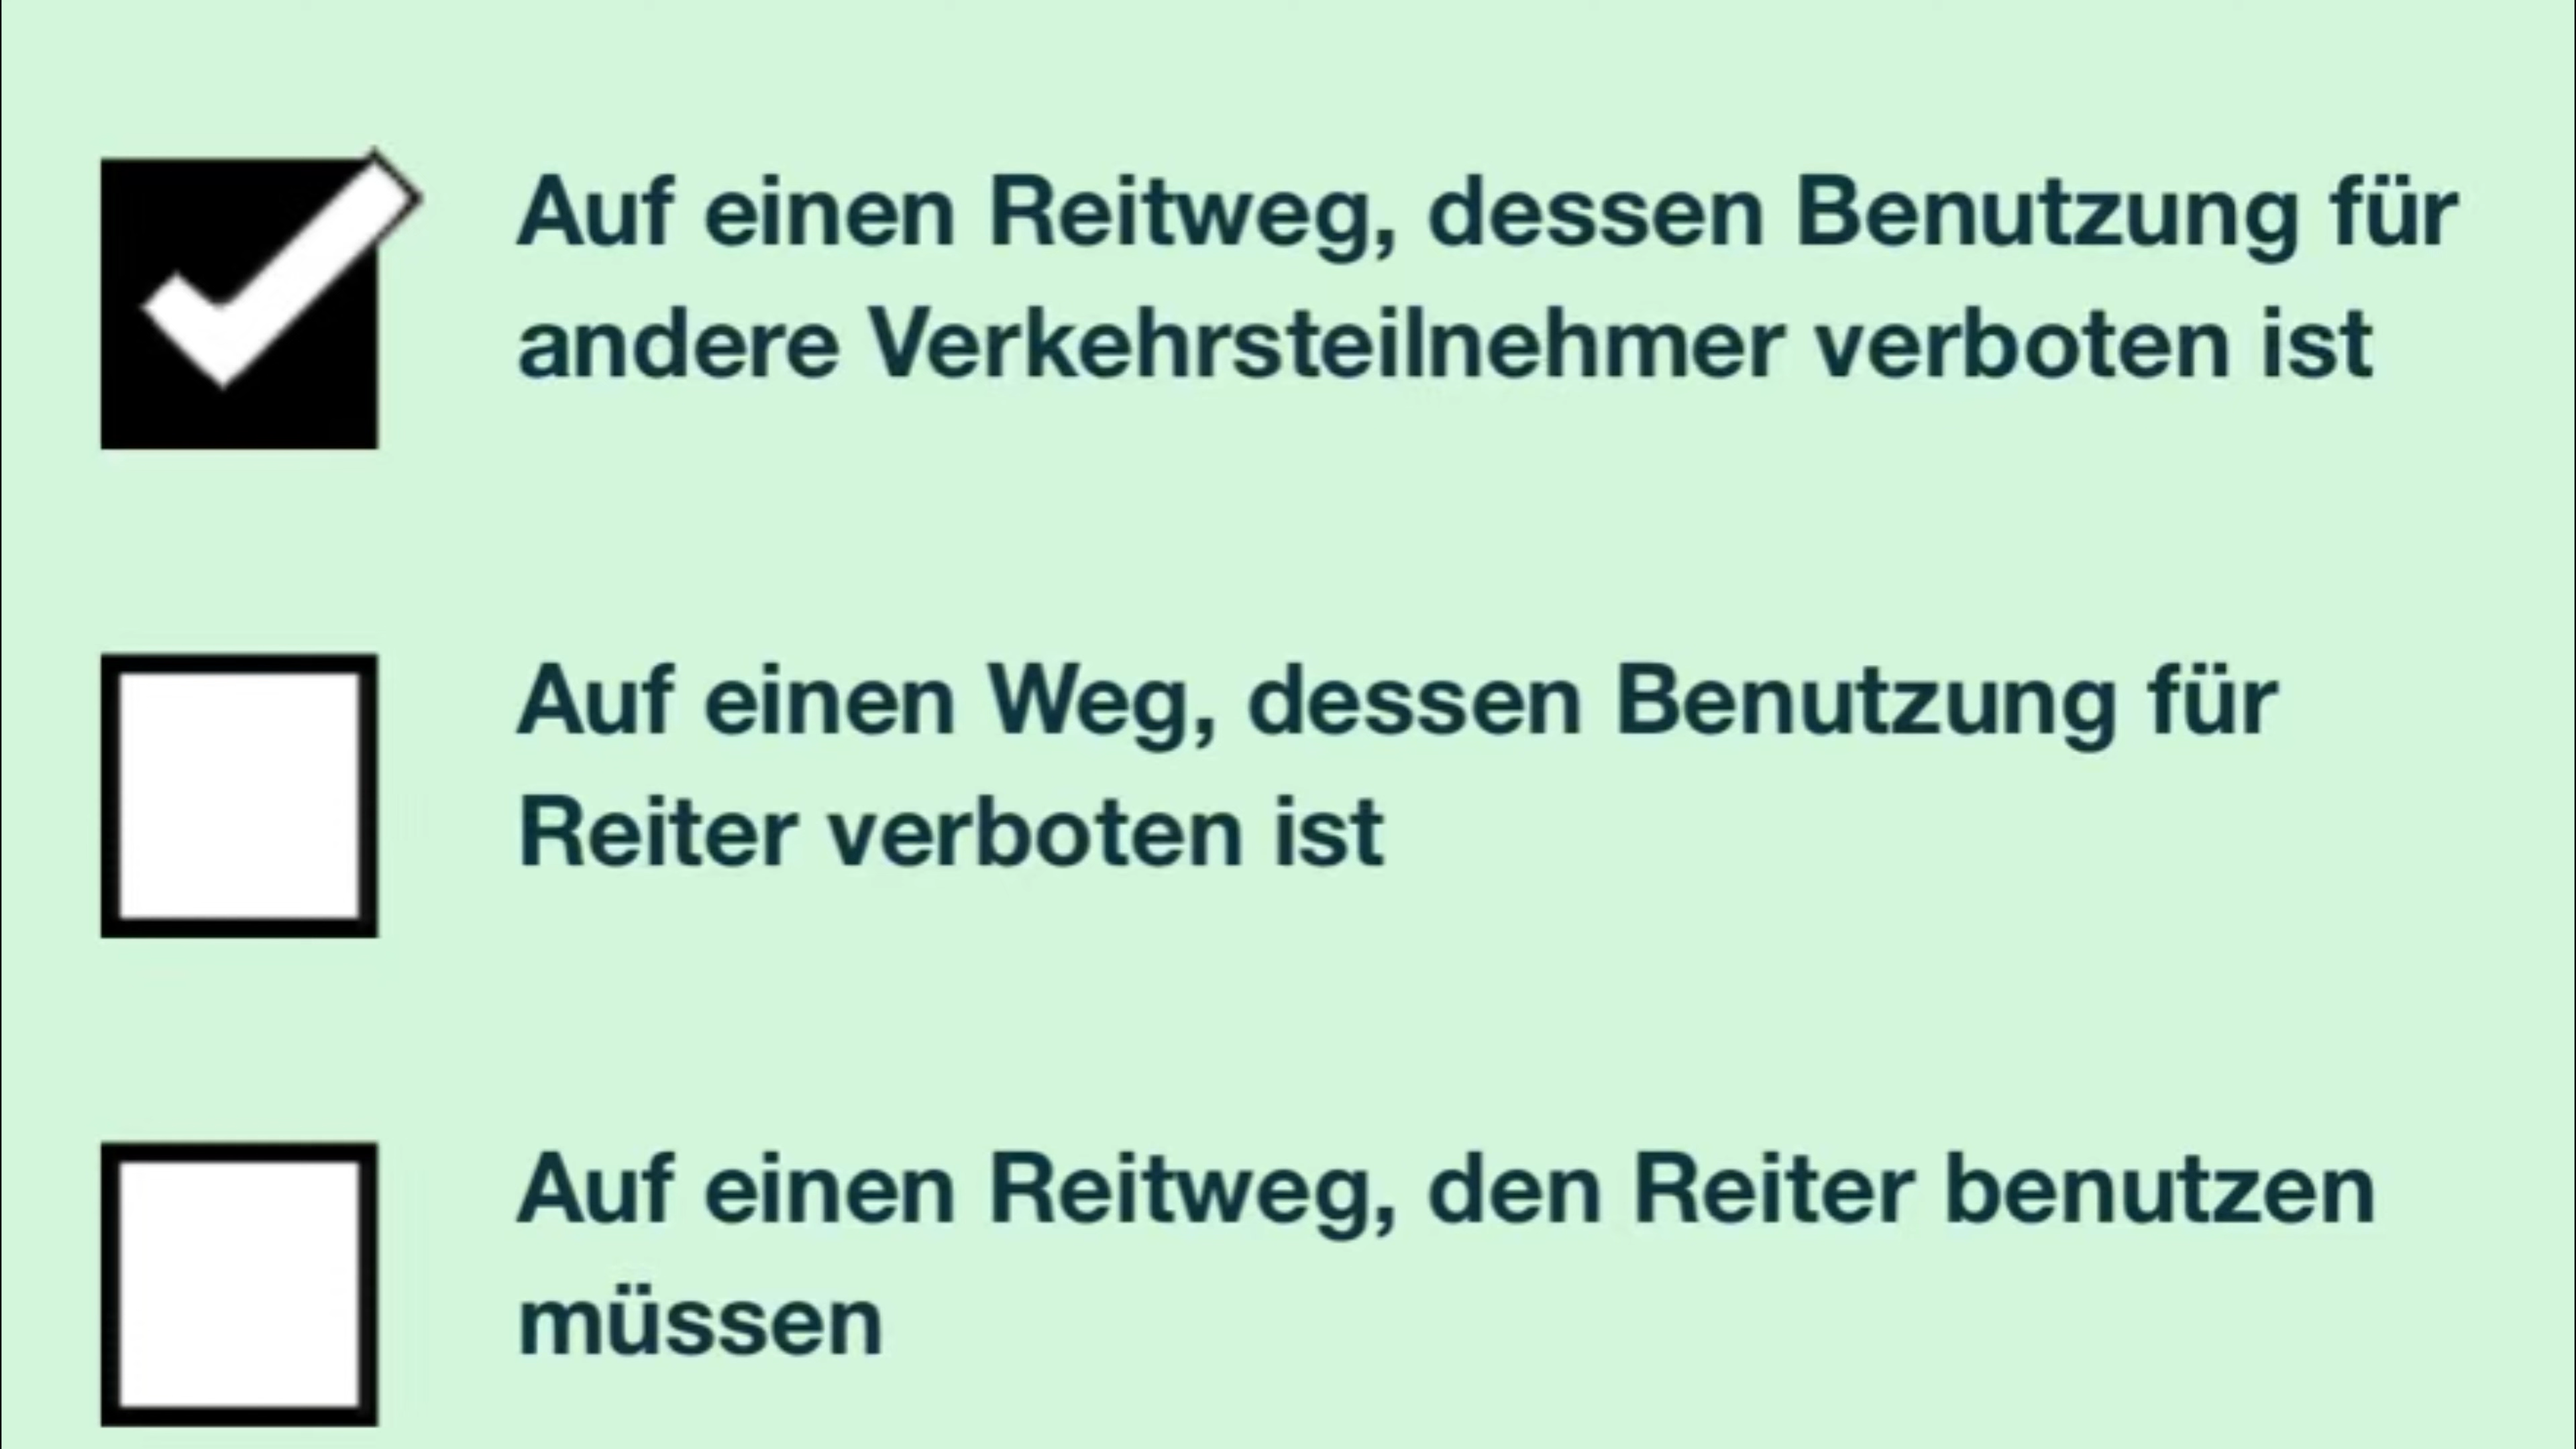 Auf einen Reitweg, dessen Benutzung für
andere Verkehrsteilnehmer verboten ist
Auf einen Weg, dessen Benutzung für
Reiter verboten ist
Auf einen Reitweg, den Reiter benutzen
müssen